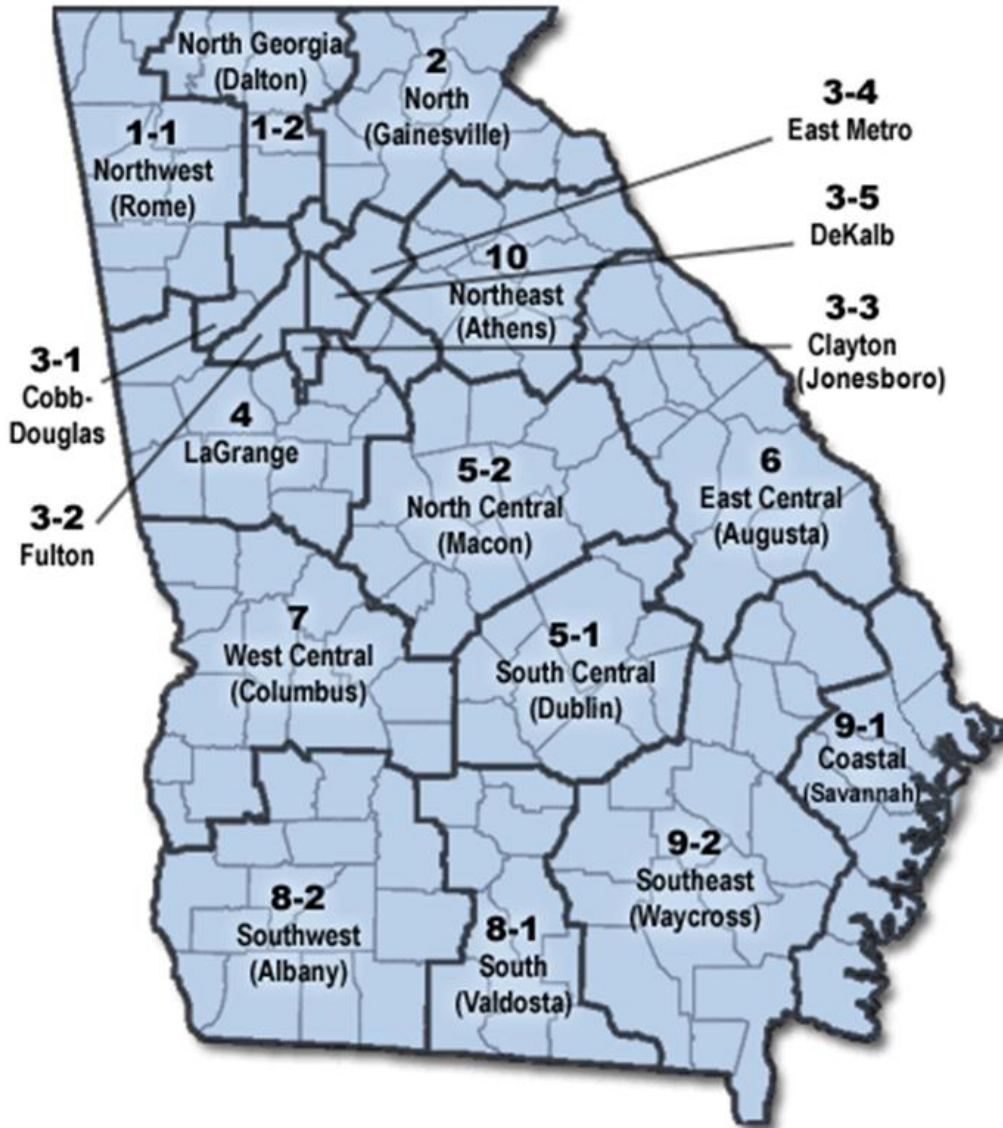 North Georgia
(Dalton)
1-2
2
North
(Gainesville)
3-4
East Metro
1-1
Northwest
(Rome)
3-5
DeKalb
10
Northeast
(Athens)
3-3
Clayton
(Jonesboro)
3-1
Cobb-
Douglas
4
LaGrange
3-2
Fulton
5-2
North Central
(Macon)
6
East Central
(Augusta)
7
West Central
(Columbus)
5-1
South Central
(Dublin)
9-1
Coastal
(Savannah)
9-2
Southeast
(Waycross)
8-2
Southwest
(Albany)
8-1
South
(Valdosta)